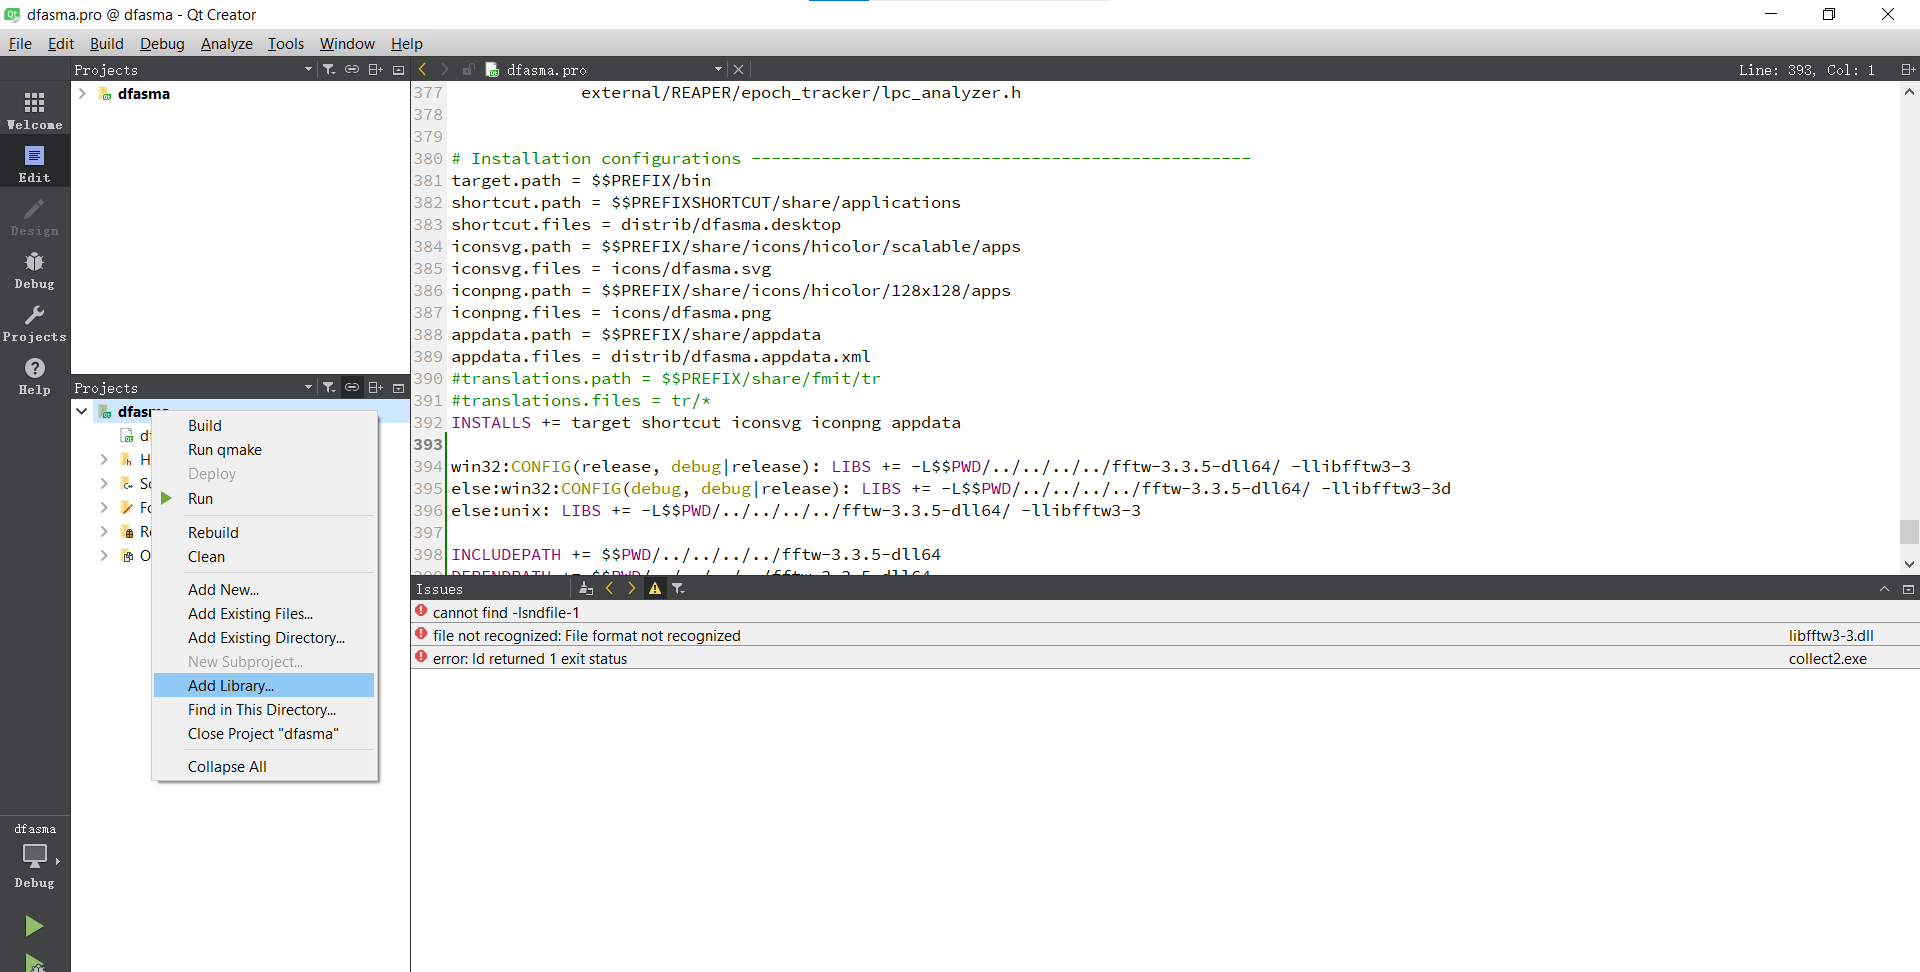 dfasma.pro @ dfasma - Qt Creator
File Edit Build Debug Analyze Tools Window Help
Projects
dfasma.pro
Line: 393, Col: 1
Welcome
Edit
Design
Debug
Projects
Help
dfasma
377 external/REAPER/epoch_tracker/lpc_analyzer.h
378
379
380 # Installation configurations --------------------------------------------------
381 target.path = $$PREFIX/bin
382 shortcut.path = $$PREFIXSHORTCUT/share/applications
383 shortcut.files = distrib/dfasma.desktop
384 iconsvg.path = $$PREFIX/share/icons/hicolor/scalable/apps
385 iconsvg.files = icons/dfasma.svg
386 iconpng.path = $$PREFIX/share/icons/hicolor/128x128/apps
387 iconpng.files = icons/dfasma.png
388 appdata.path = $$PREFIX/share/appdata
389 appdata.files = distrib/dfasma.appdata.xml
390 #translations.path = $$PREFIX/share/fmit/tr
391 #translations.files = tr/*
392 INSTALLS += target shortcut iconsvg iconpng appdata
393
394 win32:CONFIG(release, debug|release): LIBS += -L$$PWD/../../../../fftw-3.3.5-dll64/ -llibfftw3-3
395 else:win32:CONFIG(debug, debug|release): LIBS += -L$$PWD/../../../../fftw-3.3.5-dll64/ -llibfftw3-3d
396 else:unix: LIBS += -L$$PWD/../../../../fftw-3.3.5-dll64/ -llibfftw3-3
397
398 INCLUDEPATH += $$PWD/../../../../fftw-3.3.5-dll64
Projects
Build
Run qmake
Deploy
Run
Rebuild
Clean
Add New...
Add Existing Files...
Add Existing Directory...
New Subproject...
Add Library...
Find in This Directory...
Close Project "dfasma"
Collapse All
Issues
cannot find -lsndfile-1
file not recognized: File format not recognized libfftw3-3.dll
error: ld returned 1 exit status collect2.exe
dfasma
Debug